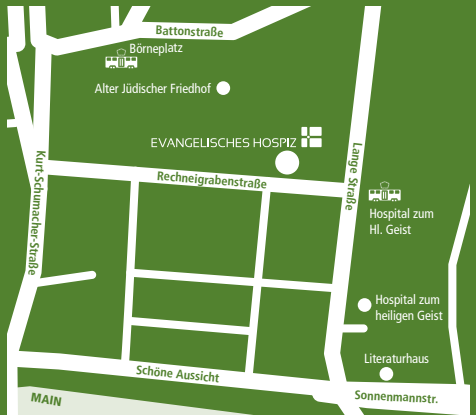 Battonstraße
Börneplatz
Alter Jüdischer Friedhof
EVANGELISCHES HOSPIZ
Rechneigrabenstraße
Kurt-Schumacher-Straße
Lange Straße
Hospital zum
Hl. Geist
Hospital zum
heiligen Geist
Literaturhaus
Schöne Aussicht
Sonnenmannstr.
MAIN